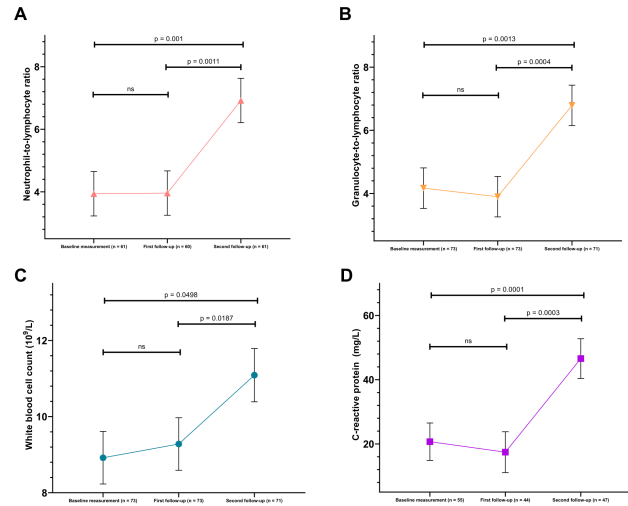 A
p = 0.001
p = 0.0011
ns
Neutrophil-to-lymphocyte ratio
8
6
4
Baseline measurement (n = 61)
First follow-up (n = 60)
Second follow-up (n = 61)
B
p = 0.0013
p = 0.0004
ns
Granulocyte-to-lymphocyte ratio
8
6
4
Baseline measurement (n = 73)
First follow-up (n = 73)
Second follow-up (n = 71)
C
p = 0.0498
p = 0.0187
ns
White blood cell count (10⁹/L)
12
10
8
Baseline measurement (n = 73)
First follow-up (n = 73)
Second follow-up (n = 71)
D
p = 0.0001
p = 0.0003
ns
C-reactive protein (mg/L)
60
40
20
Baseline measurement (n = 55)
First follow-up (n = 44)
Second follow-up (n = 47)